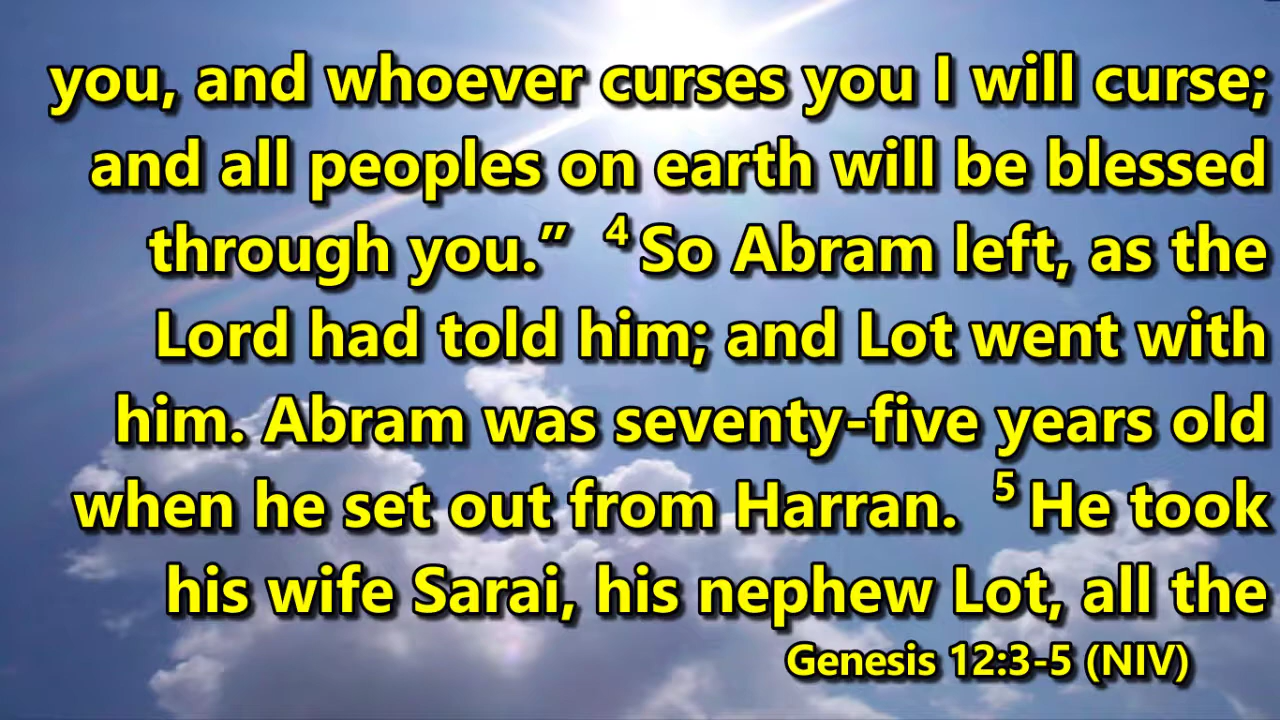 you, and whoever curses you I will curse;
and all peoples on earth will be blessed
through you.” ⁴ So Abram left, as the
Lord had told him; and Lot went with
him. Abram was seventy-five years old
when he set out from Harran. ⁵ He took
his wife Sarai, his nephew Lot, all the
Genesis 12:3-5 (NIV)